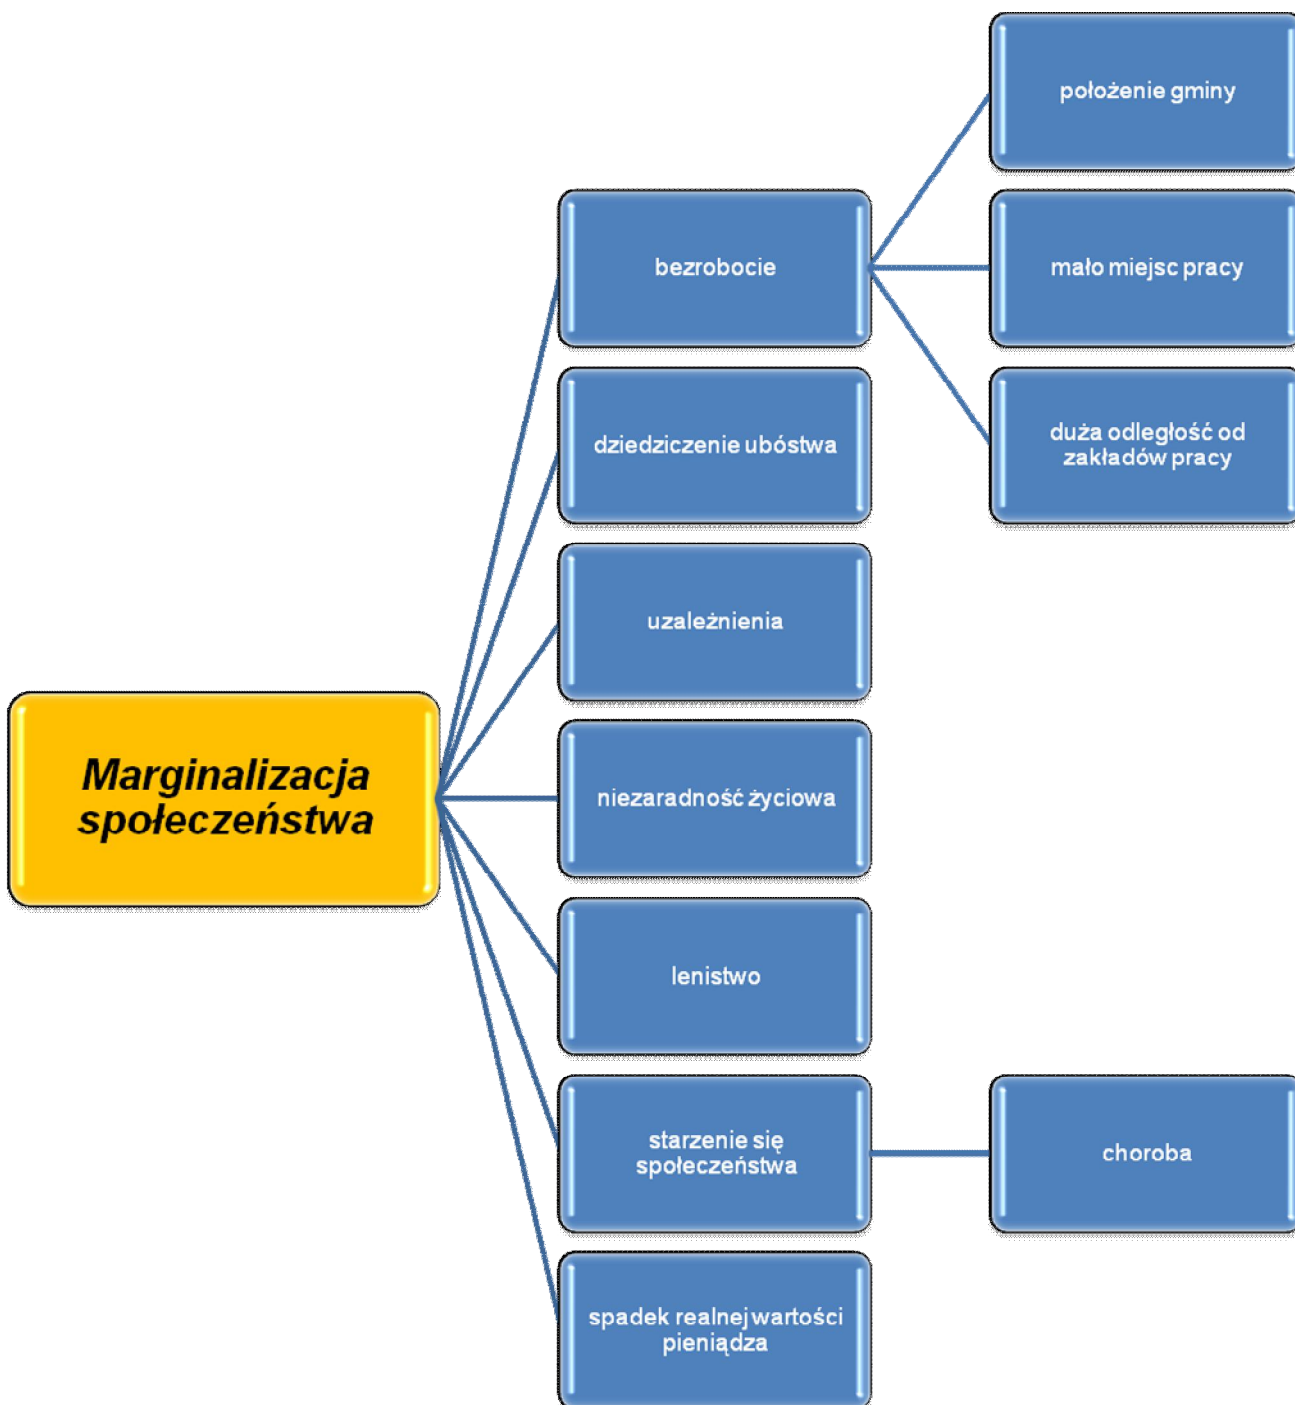 położenie gminy
bezrobocie
mało miejsc pracy
dziedziczenie ubóstwa
duża odległość od
zakładów pracy
uzależnienia
Marginalizacja
społeczeństwa
niezaradność życiowa
lenistwo
starzenie się
społeczeństwa
choroba
spadek realnej wartości
pieniądza